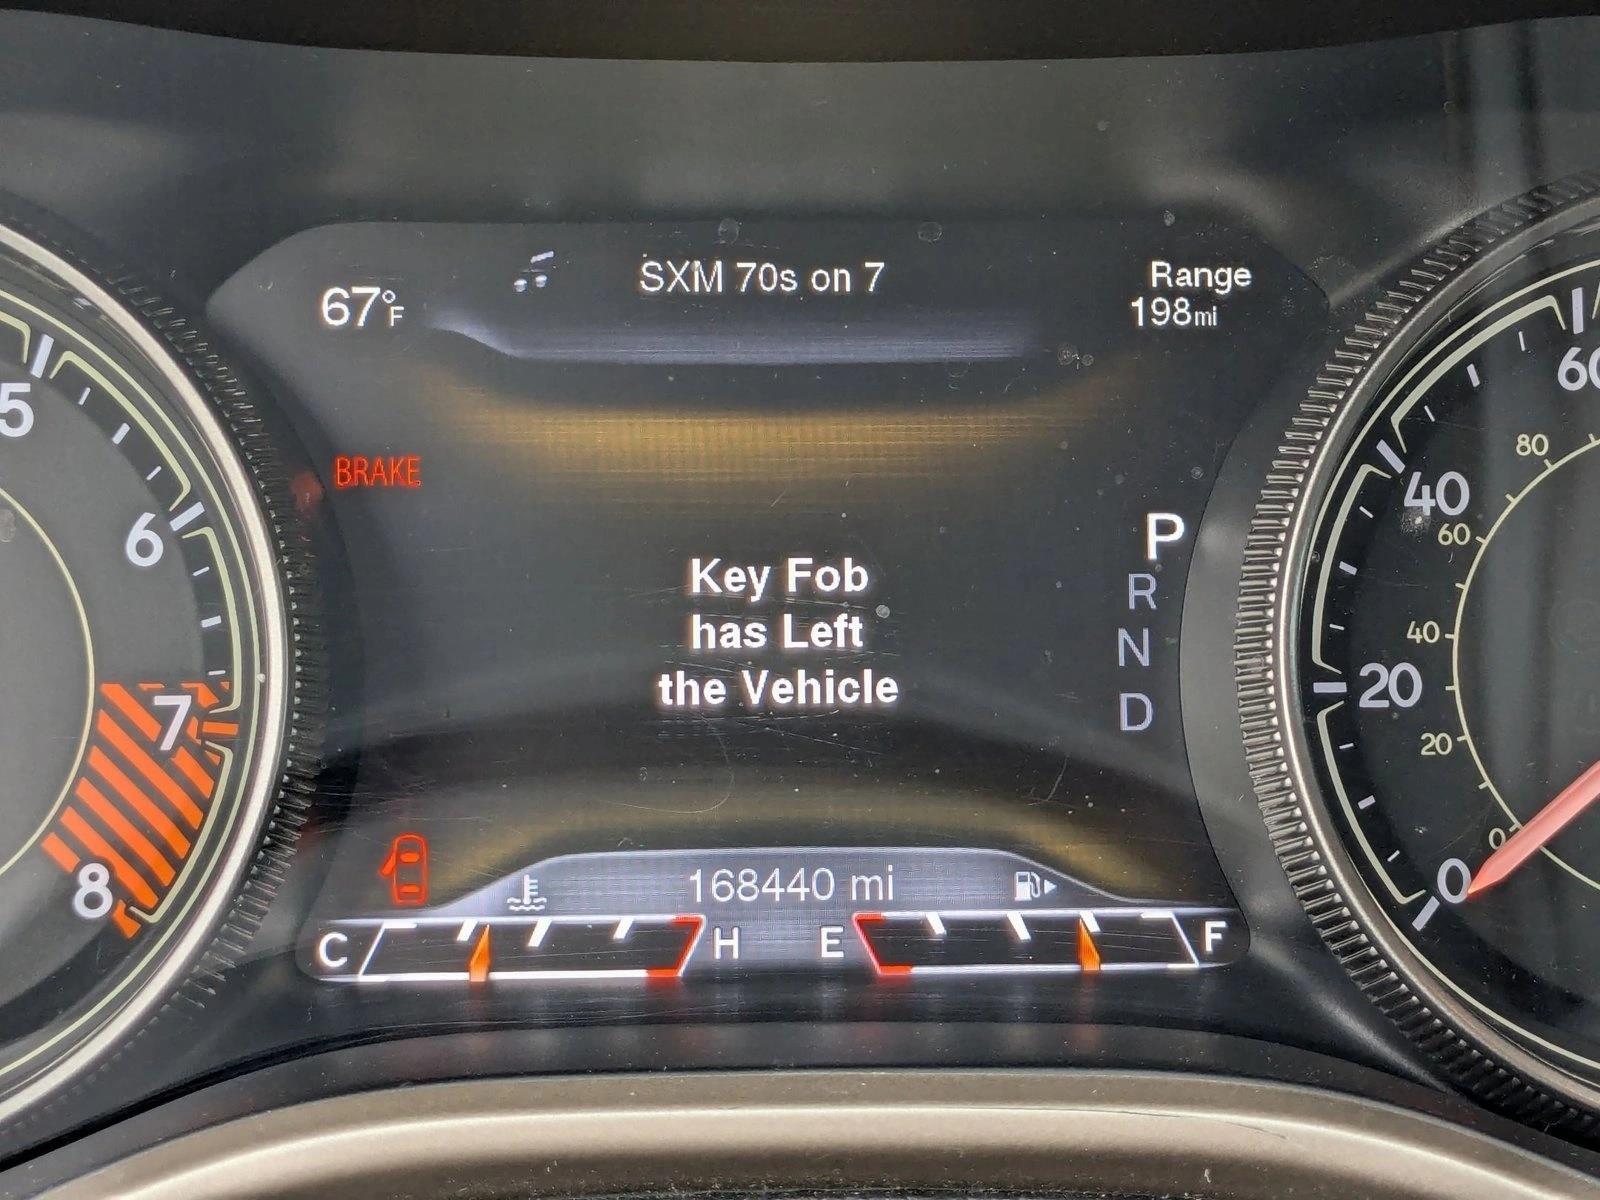 SXM 70s on 7
Range
67°F
198mi
BRAKE
Key Fob
has Left
the Vehicle
P
R
N
D
168440 mi
C
H
E
F
5
6
7
8
60
40
20
0
80
60
40
20
0